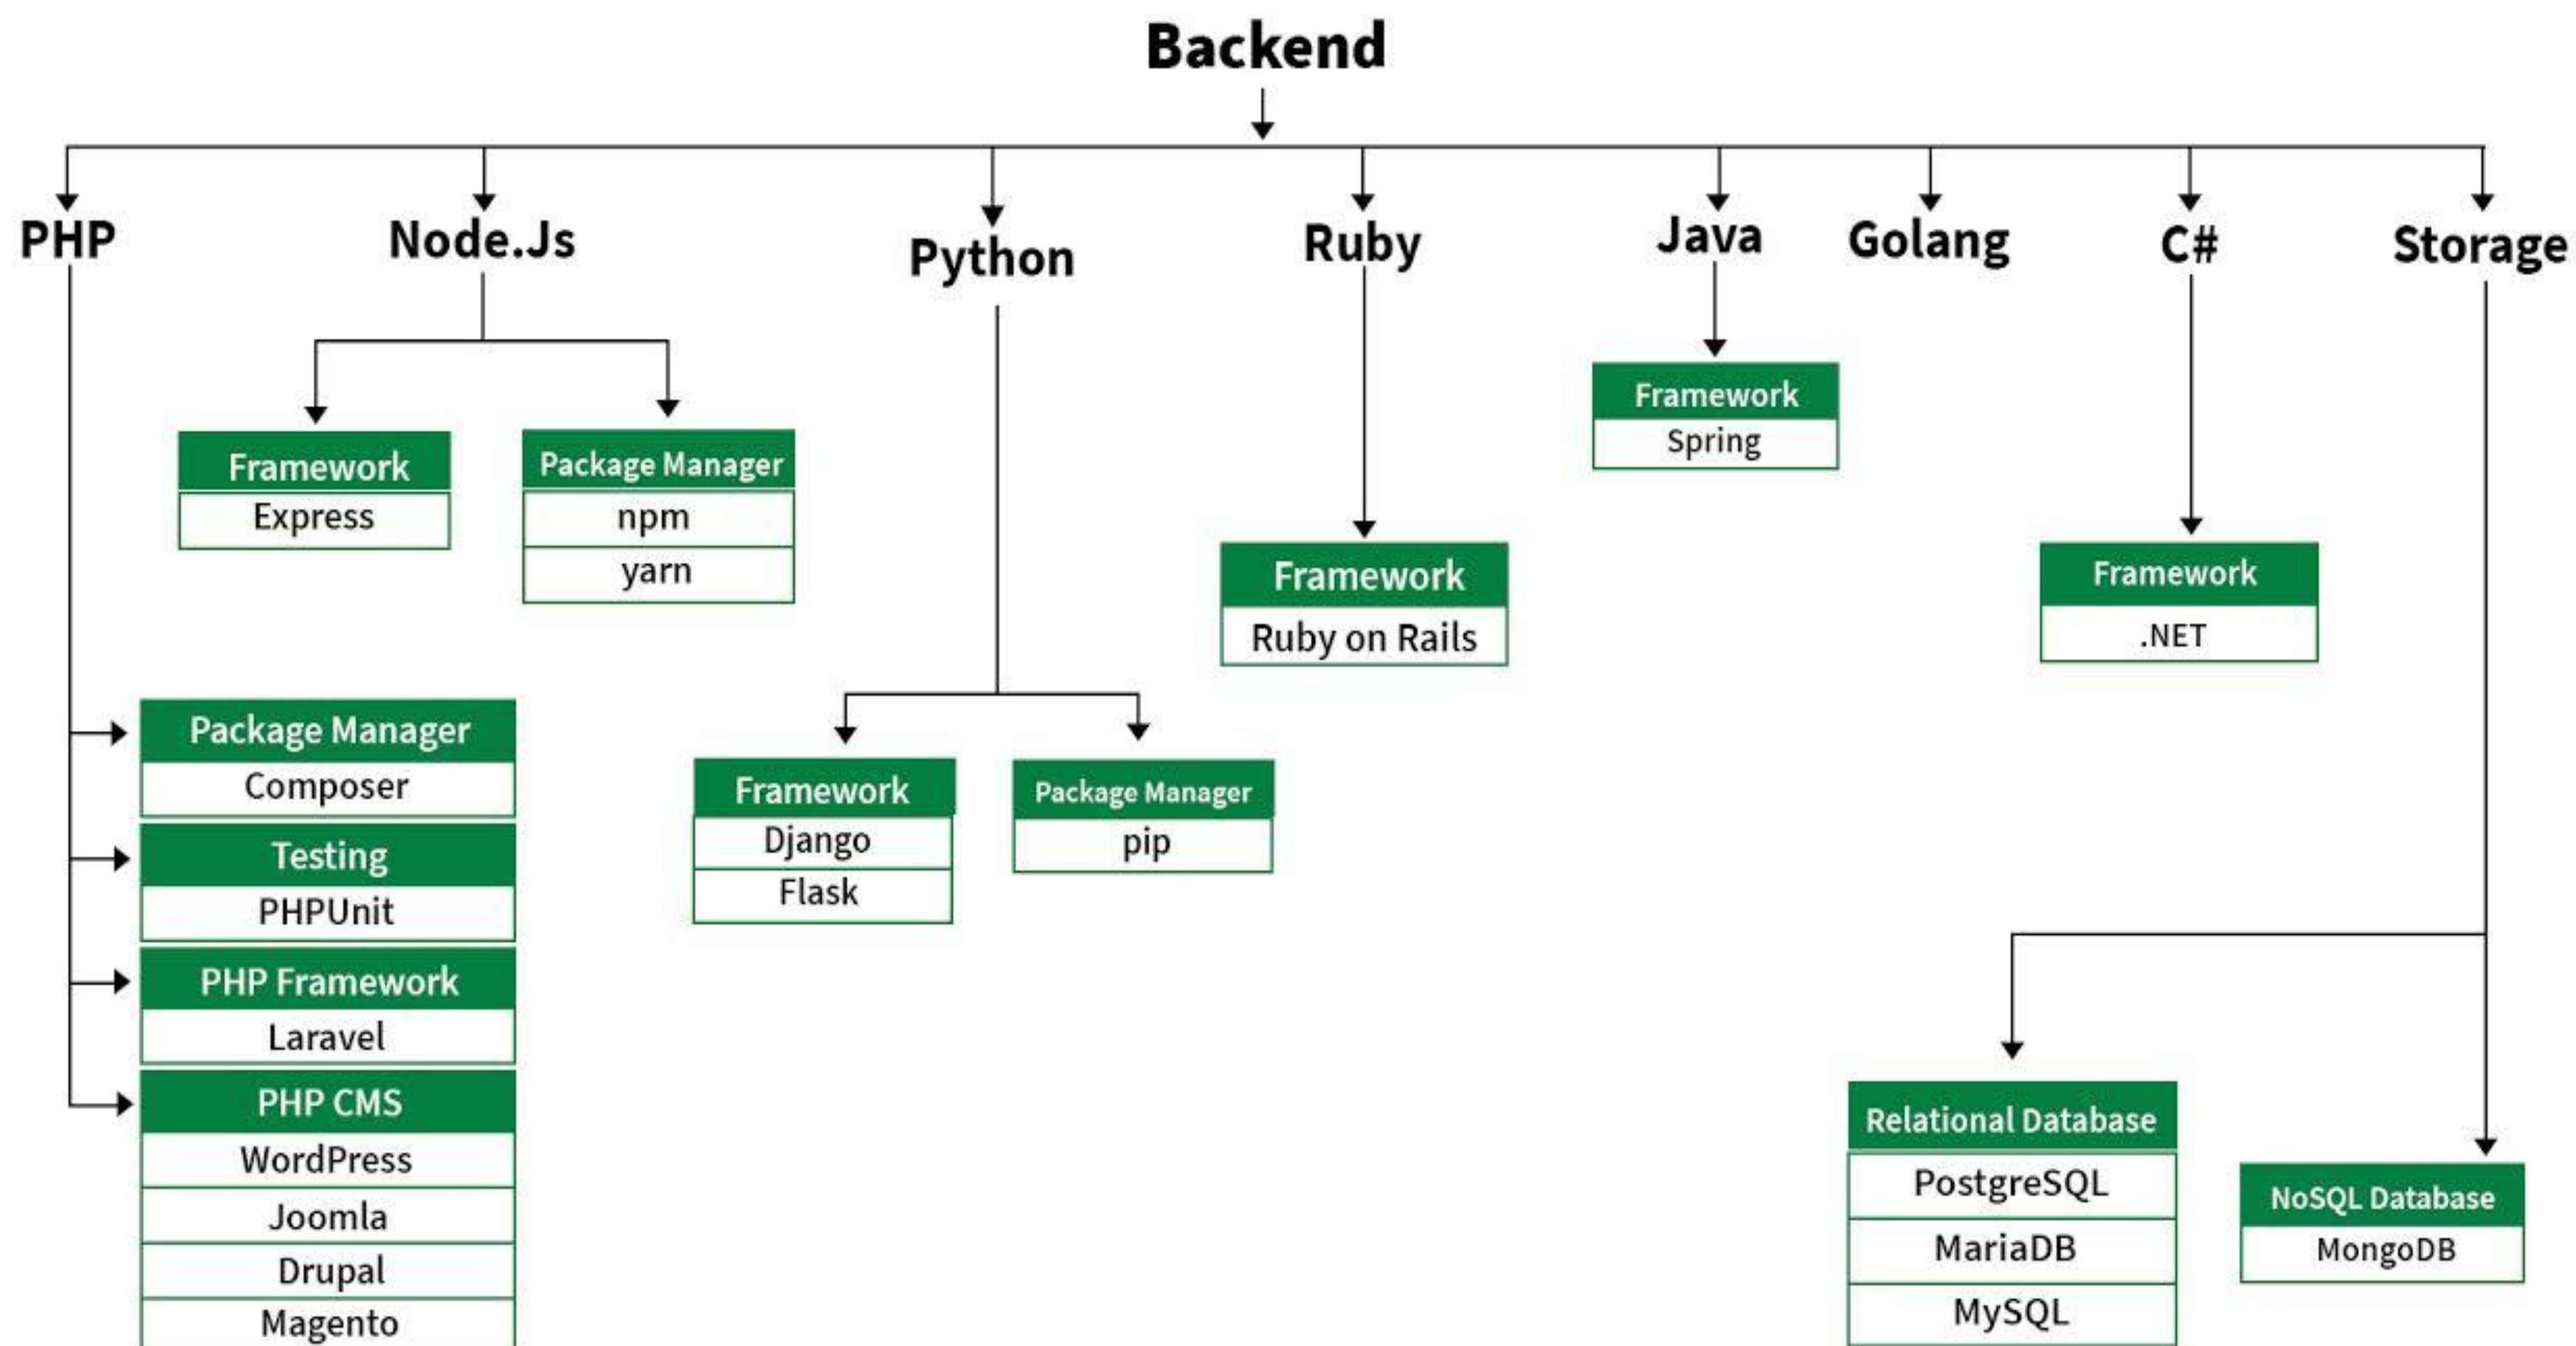 Backend
PHP
Node.Js
Python
Ruby
Java
Golang
C#
Storage
Framework
Express
Package Manager
npm
yarn
Framework
Spring
Framework
Ruby on Rails
Framework
.NET
Package Manager
Composer
Testing
PHPUnit
PHP Framework
Laravel
PHP CMS
WordPress
Joomla
Drupal
Magento
Framework
Django
Flask
Package Manager
pip
Relational Database
PostgreSQL
MariaDB
MySQL
NoSQL Database
MongoDB